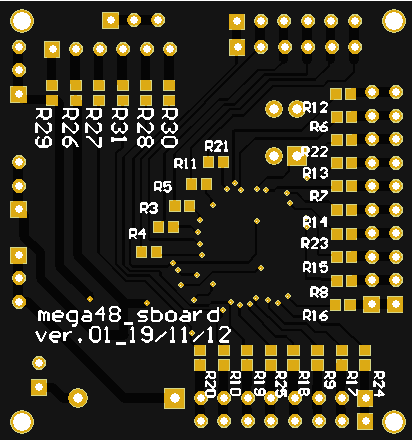 R29 R26 R27 R31 R28 R30
R12
R6
R21
R22
R11
R13
R5
R7
R3
R14
R4
R23
R15
R8
mega48_sboard
R16
ver.01_19/11/12
R20 R10 R19 R25 R18 R9 R17 R24